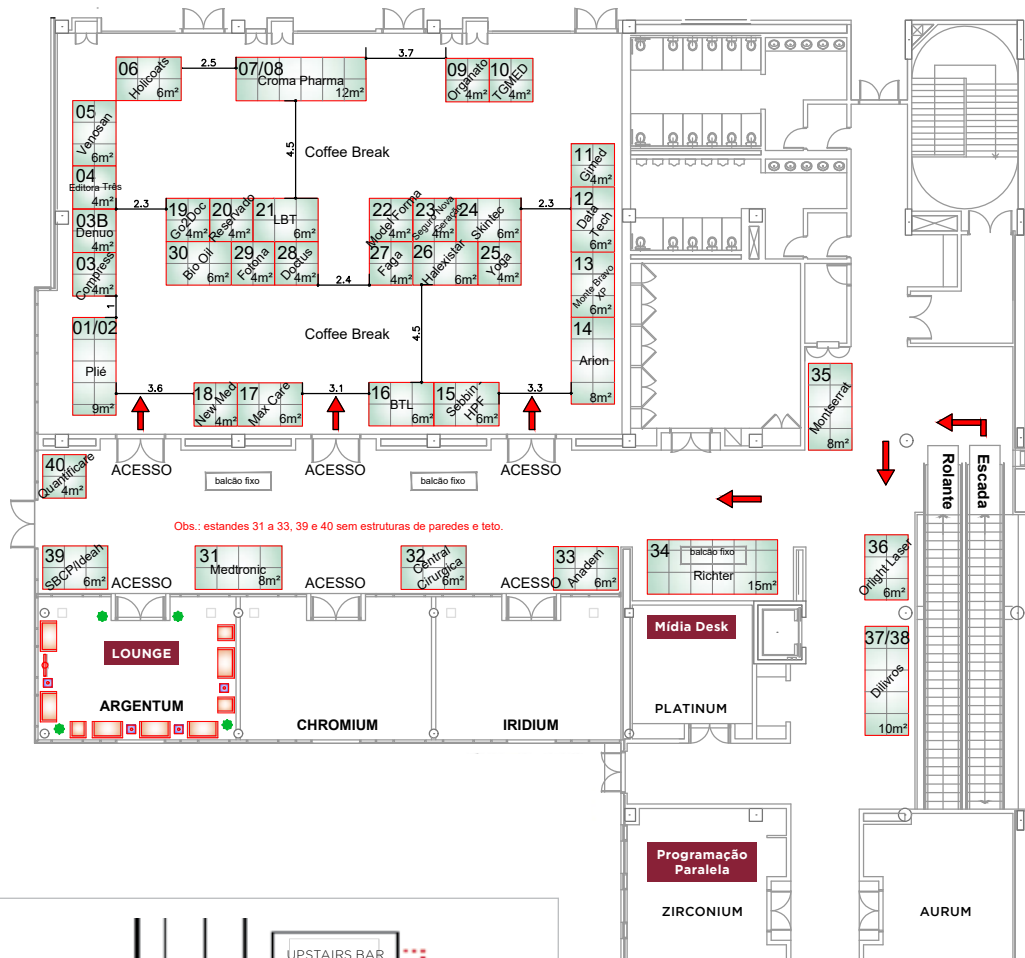 06
Holicoats
6m²
2.5
07/08
Croma Pharma
12m²
3.7
09
Organato
4m²
10
TGMED
4m²
05
Venosan
6m²
4.5
Coffee Break
11
Gimed
4m²
04
Editora Três
4m²
2.3
19
Go2Doc
4m²
20
Reservado
4m²
21
LBT
6m²
22
Model Forma
4m²
23
Seguro Nova
Geração
4m²
24
Skintec
6m²
2.3
12
Data
Tech
6m²
03B
Denuo
4m²
30
Bio Oil
6m²
29
Fotona
4m²
28
Doctus
4m²
2.4
27
Faga
4m²
26
Halexistar
6m²
25
Yoga
4m²
03
Compress
4m²
13
Monte Bravo
XP
6m²
1
01/02
Plié
9m²
Coffee Break
4.5
14
Arion
8m²
3.6
18
New Med
4m²
17
Max Care
6m²
3.1
16
BTL
6m²
15
Sebbin-
HPF
6m²
3.3
35
Montserrat
8m²
40
Quantificare
4m²
ACESSO
balcão fixo
ACESSO
balcão fixo
ACESSO
Rolante
Escada
Obs.: estandes 31 a 33, 39 e 40 sem estruturas de paredes e teto.
39
SBCP/Ideah
6m²
ACESSO
31
Medtronic
8m²
ACESSO
32
Central
Cirurgica
6m²
ACESSO
33
Anadem
6m²
34
balcão fixo
Richter
15m²
36
Orlight Laser
6m²
LOUNGE
ARGENTUM
CHROMIUM
IRIDIUM
Mídia Desk
PLATINUM
37/38
Dilivros
10m²
Programação
Paralela
ZIRCONIUM
AURUM
UPSTAIRS BAR